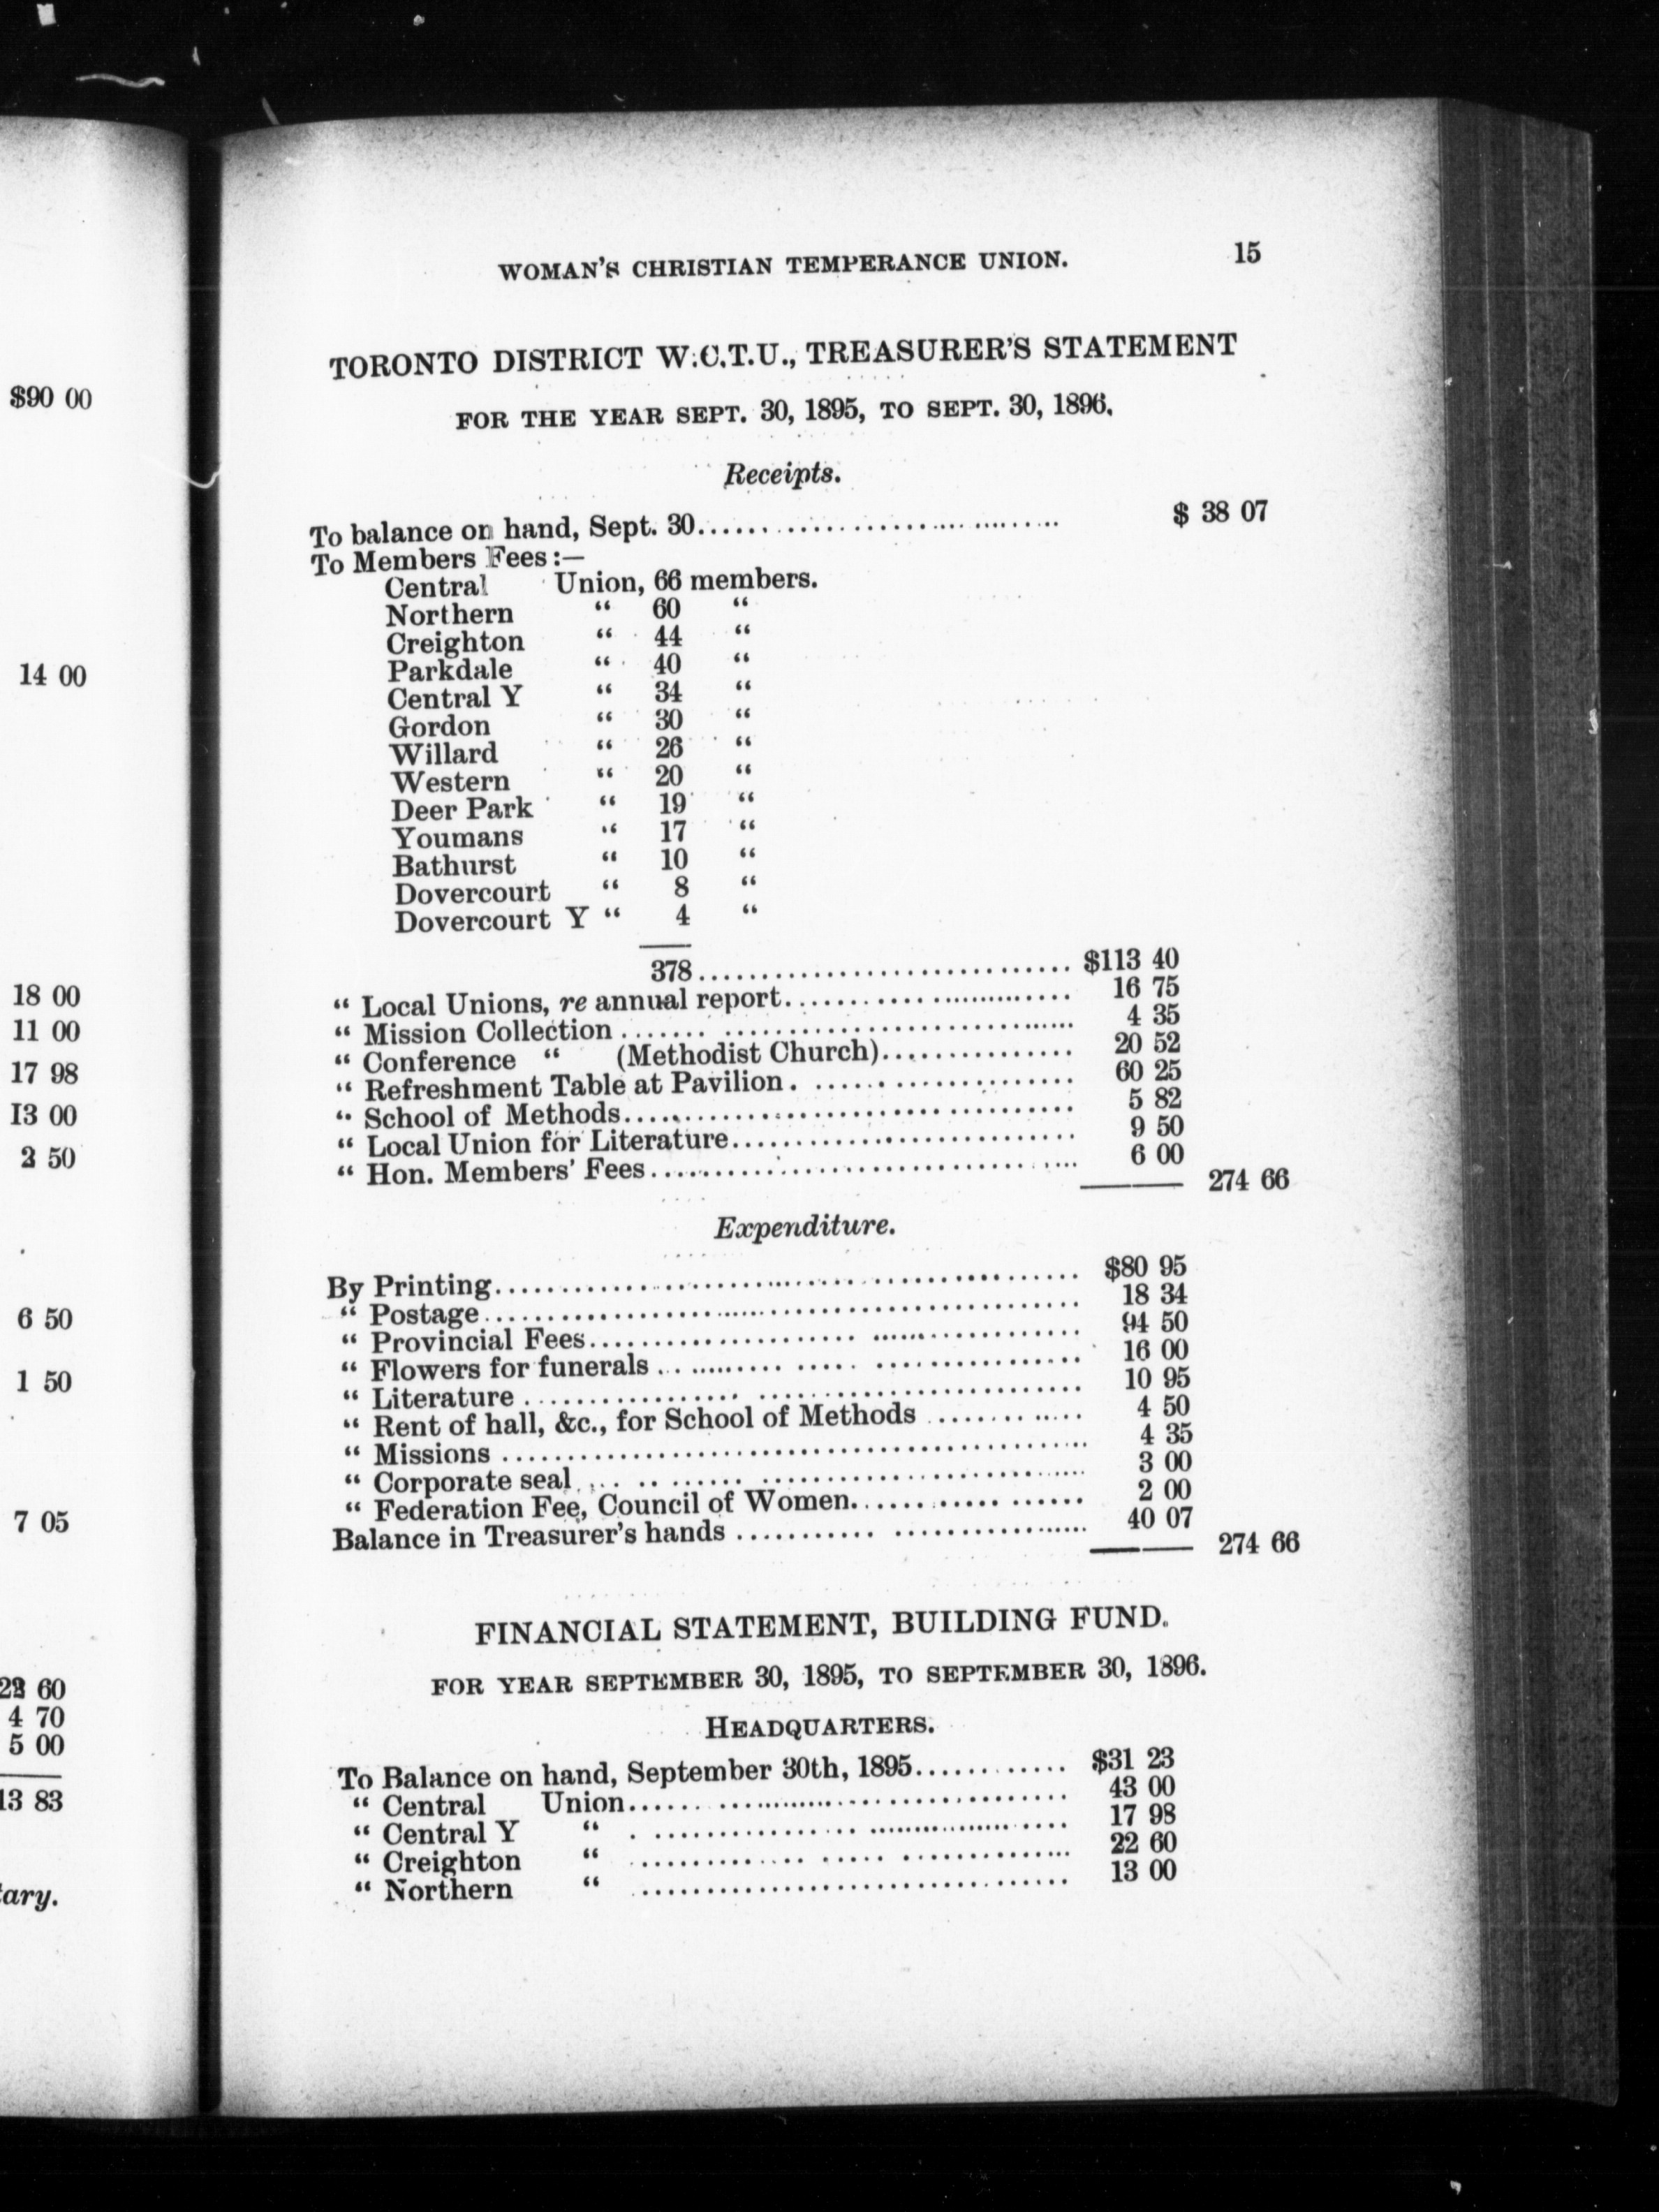 $90 00
14 00
18 00
11 00
17 98
13 00
2 50
6 50
1 50
7 05
22 60
4 70
5 00
13 83
tary.
WOMAN'S CHRISTIAN TEMPERANCE UNION. 15
TORONTO DISTRICT W.C.T.U., TREASURER'S STATEMENT
FOR THE YEAR SEPT. 30, 1895, TO SEPT. 30, 1896.
Receipts.
To balance on hand, Sept. 30.......... $ 38 07
To Members Fees:—
Central Union, 66 members.
Northern “ 60 “
Creighton “ 44 “
Parkdale “ 40 “
Central Y “ 34 “
Gordon “ 30 “
Willard “ 26 “
Western “ 20 “
Deer Park “ 19 “
Youmans “ 17 “
Bathurst “ 10 “
Dovercourt “ 8 “
Dovercourt Y “ 4 “
378.......... $113 40
“ Local Unions, re annual report.......... 16 75
“ Mission Collection.......... 4 35
“ Conference “ (Methodist Church).......... 20 52
“ Refreshment Table at Pavilion.......... 60 25
“ School of Methods.......... 5 82
“ Local Union for Literature.......... 9 50
“ Hon. Members' Fees.......... 6 00
274 66
Expenditure.
By Printing.......... $80 95
“ Postage.......... 18 34
“ Provincial Fees.......... 94 50
“ Flowers for funerals.......... 16 00
“ Literature.......... 10 95
“ Rent of hall, &c., for School of Methods.......... 4 50
“ Missions.......... 4 35
“ Corporate seal.......... 3 00
“ Federation Fee, Council of Women.......... 2 00
Balance in Treasurer's hands.......... 40 07
274 66
FINANCIAL STATEMENT, BUILDING FUND.
FOR YEAR SEPTEMBER 30, 1895, TO SEPTEMBER 30, 1896.
HEADQUARTERS.
To Balance on hand, September 30th, 1895.......... $31 23
“ Central Union.......... 43 00
“ Central Y “ .......... 17 98
“ Creighton “ .......... 22 60
“ Northern “ .......... 13 00